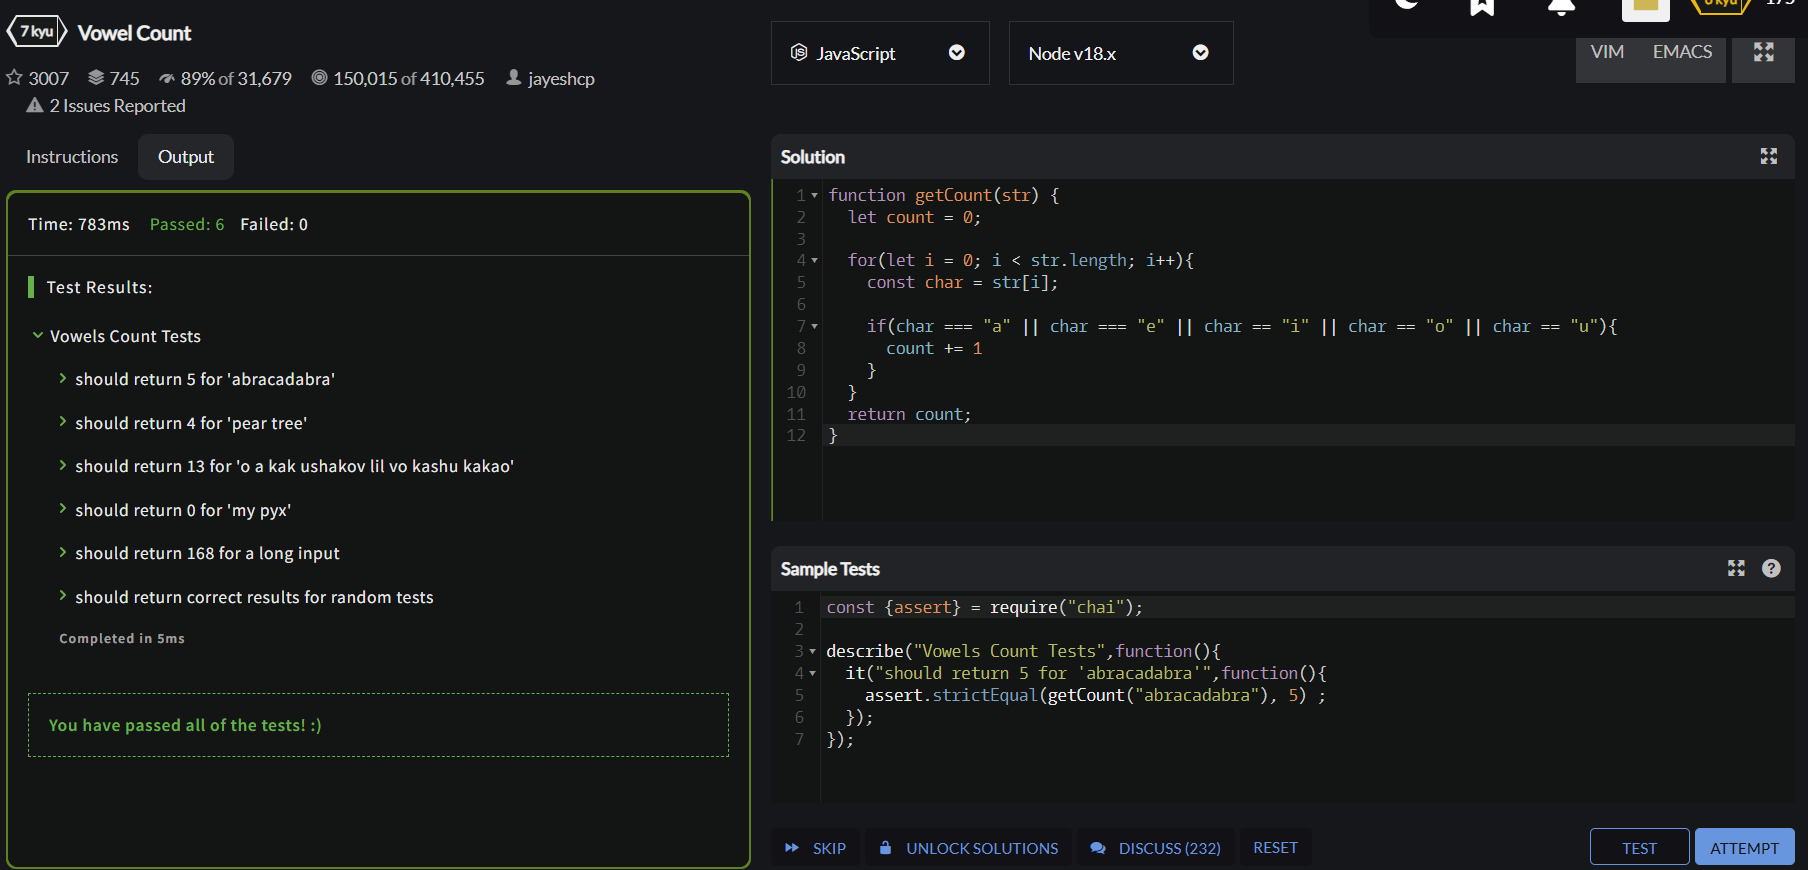 7 kyu Vowel Count
3007 745 89% of 31,679 150,015 of 410,455 jayeshcp
2 Issues Reported
Instructions Output
Time: 783ms Passed: 6 Failed: 0
Test Results:
Vowels Count Tests
should return 5 for 'abracadabra'
should return 4 for 'pear tree'
should return 13 for 'o a kak ushakov lil vo kashu kakao'
should return 0 for 'my pyx'
should return 168 for a long input
should return correct results for random tests
Completed in 5ms
You have passed all of the tests! :)
JavaScript Node v18.x
VIM EMACS
Solution
1 function getCount(str) {
2 let count = 0;
3
4 for(let i = 0; i < str.length; i++){
5 const char = str[i];
6
7 if(char === "a" || char === "e" || char == "i" || char == "o" || char == "u"){
8 count += 1
9 }
10 }
11 return count;
12 }
Sample Tests
1 const {assert} = require("chai");
2
3 describe("Vowels Count Tests",function(){
4 it("should return 5 for 'abracadabra'",function(){
5 assert.strictEqual(getCount("abracadabra"), 5) ;
6 });
7 });
SKIP UNLOCK SOLUTIONS DISCUSS (232) RESET TEST ATTEMPT